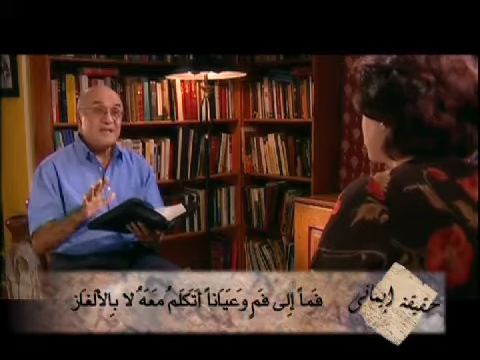 حقيقة إيماني
فَماً إِلى فَمٍ وَعَيَاناً أَتَكَلَّمُ مَعَهُ لا بِالأَلْغَازِ